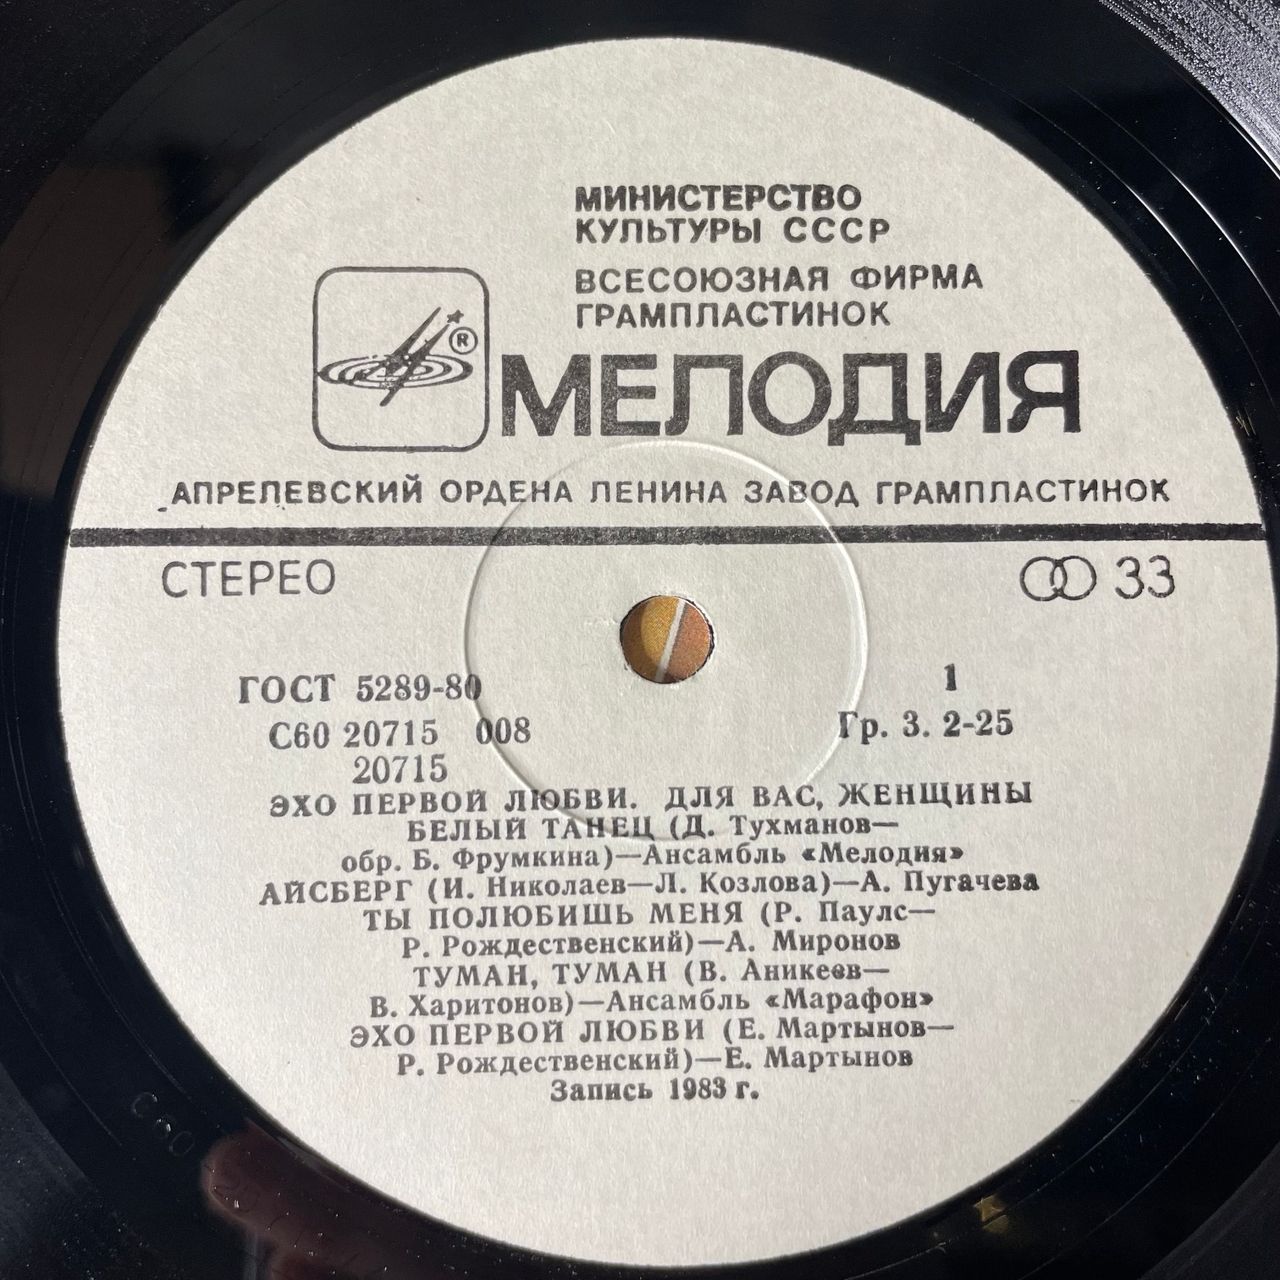 МИНИСТЕРСТВО
КУЛЬТУРЫ СССР
ВСЕСОЮЗНАЯ ФИРМА
ГРАМПЛАСТИНОК
®
МЕЛОДИЯ
АПРЕЛЕВСКИЙ ОРДЕНА ЛЕНИНА ЗАВОД ГРАМПЛАСТИНОК
СТЕРЕО
33
ГОСТ 5289-80
1
С60 20715 008
Гр. 3. 2-25
20715
ЭХО ПЕРВОЙ ЛЮБВИ. ДЛЯ ВАС, ЖЕНЩИНЫ
БЕЛЫЙ ТАНЕЦ (Д. Тухманов—
обр. Б. Фрумкина)—Ансамбль «Мелодия»
АЙСБЕРГ (И. Николаев—Л. Козлова)—А. Пугачева
ТЫ ПОЛЮБИШЬ МЕНЯ (Р. Паулс—
Р. Рождественский)—А. Миронов
ТУМАН, ТУМАН (В. Аникеев—
В. Харитонов)—Ансамбль «Марафон»
ЭХО ПЕРВОЙ ЛЮБВИ (Е. Мартынов—
Р. Рождественский)—Е. Мартынов
Запись 1983 г.
С60